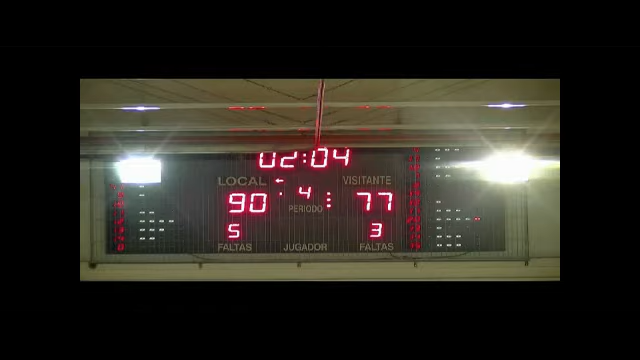 02:04
LOCAL 4 VISITANTE
90 PERIODO 77
5 3
FALTAS JUGADOR FALTAS